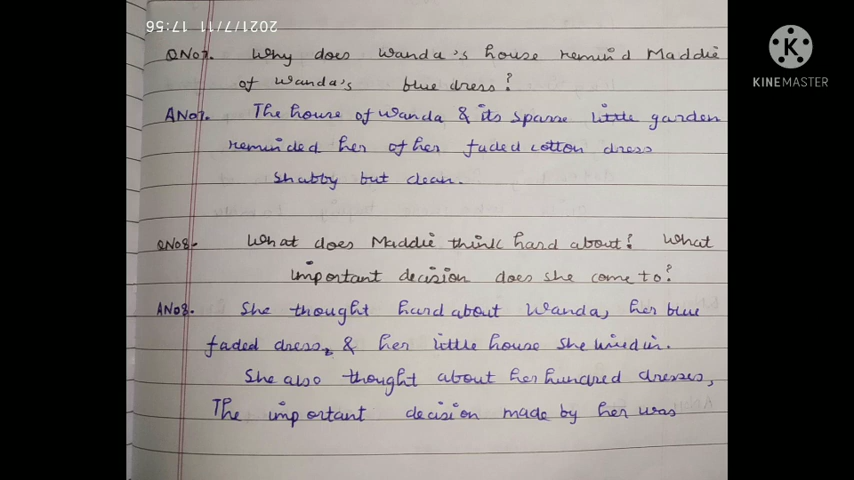 2021/7/11 17:56
KINEMASTER
QN07. Why does Wanda's house remind Maddie
of Wanda's blue dress?
AN07. The house of Wanda & its sparse little garden
reminded her of her faded cotton dress
shabby but clean.
QN08- What does Maddie think hard about? What
important decision does she come to?
AN08. She thought hard about Wanda, her blue
faded dress, & her little house she lived in.
She also thought about her hundred dresses,
The important decision made by her was